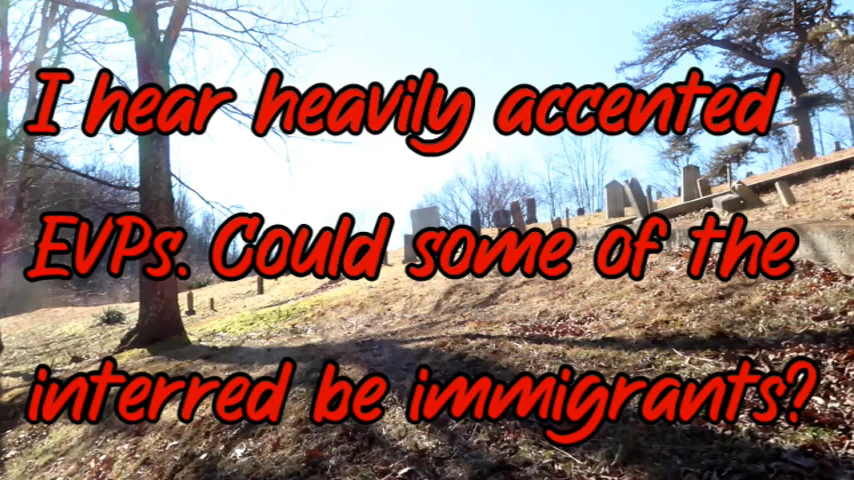 I hear heavily accented
EVPs. Could some of the
interred be immigrants?